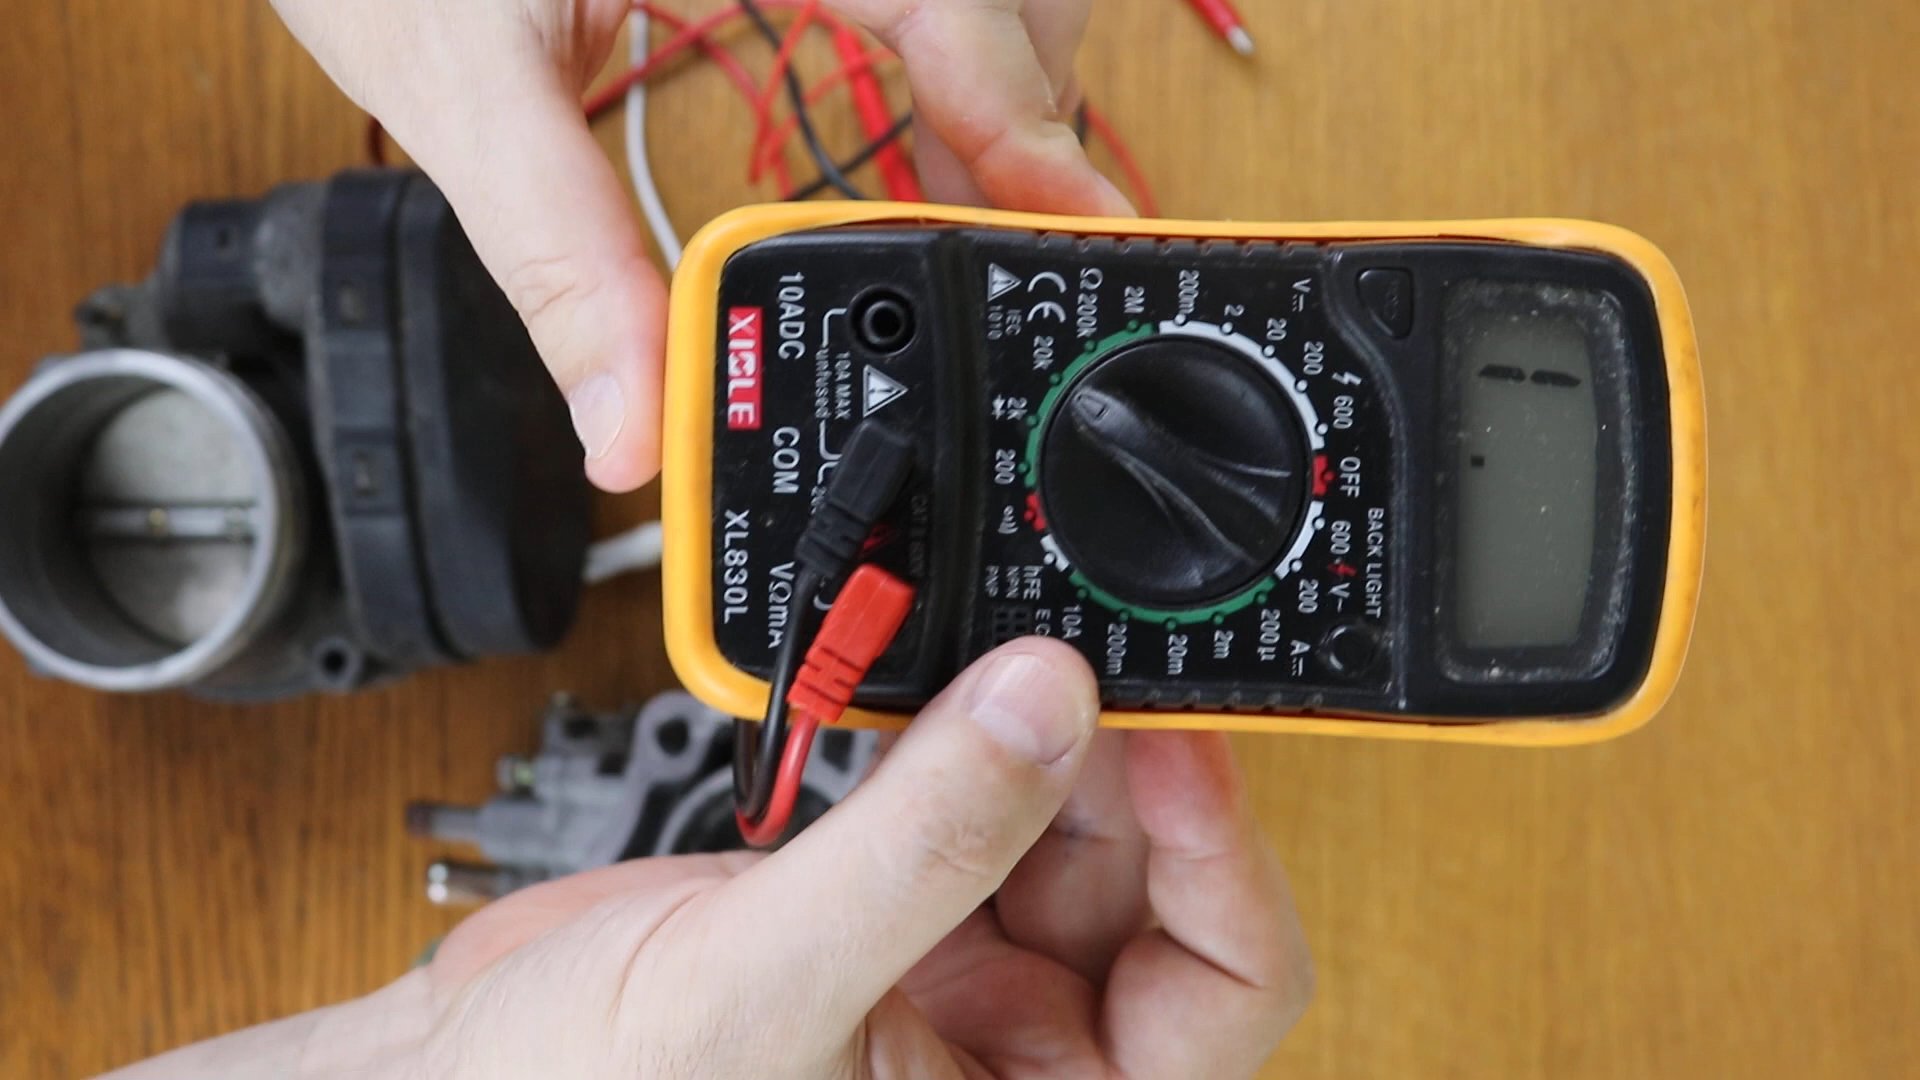 1
BACK LIGHT
V⎓ 200 ⚡ 600 OFF 600 ⚡ V~
20 200 A⎓
2 200µ
200m 2m
2M 20m
Ω 200k 200m
20k 10A
2k
200
hFE
NPN
PNP
E
CE
IEC
1010
10A MAX
unfused
10ADC COM VΩmA
XIOLE XL830L